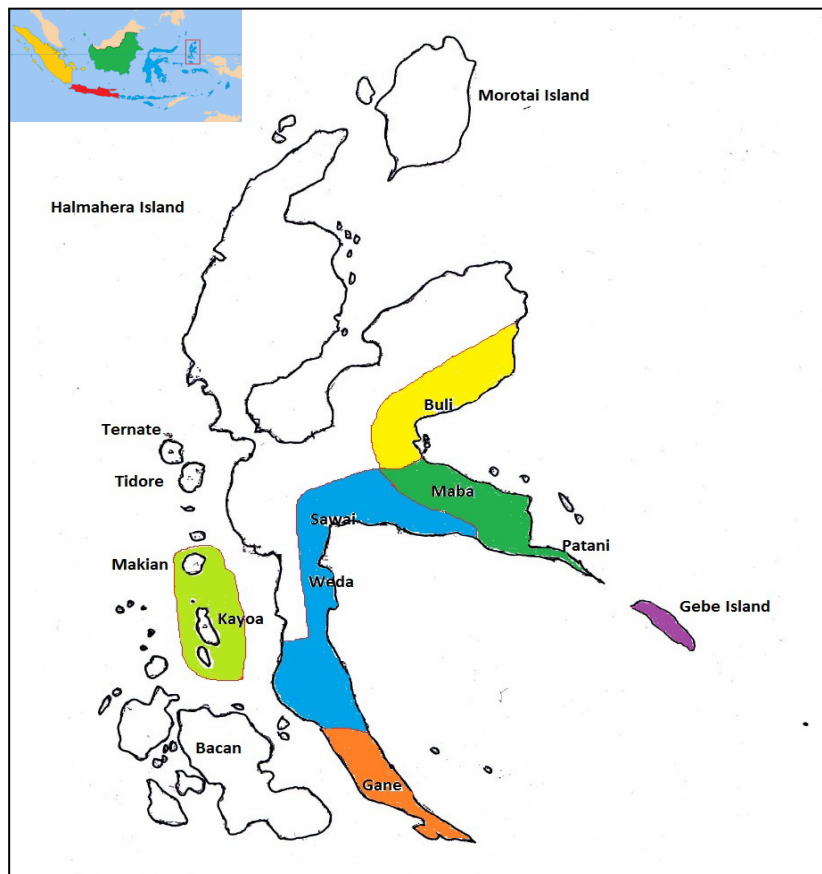 Morotai Island
Halmahera Island
Buli
Ternate
Tidore
Maba
Sawai
Patani
Makian
Weda
Gebe Island
Kayoa
Bacan
Gane